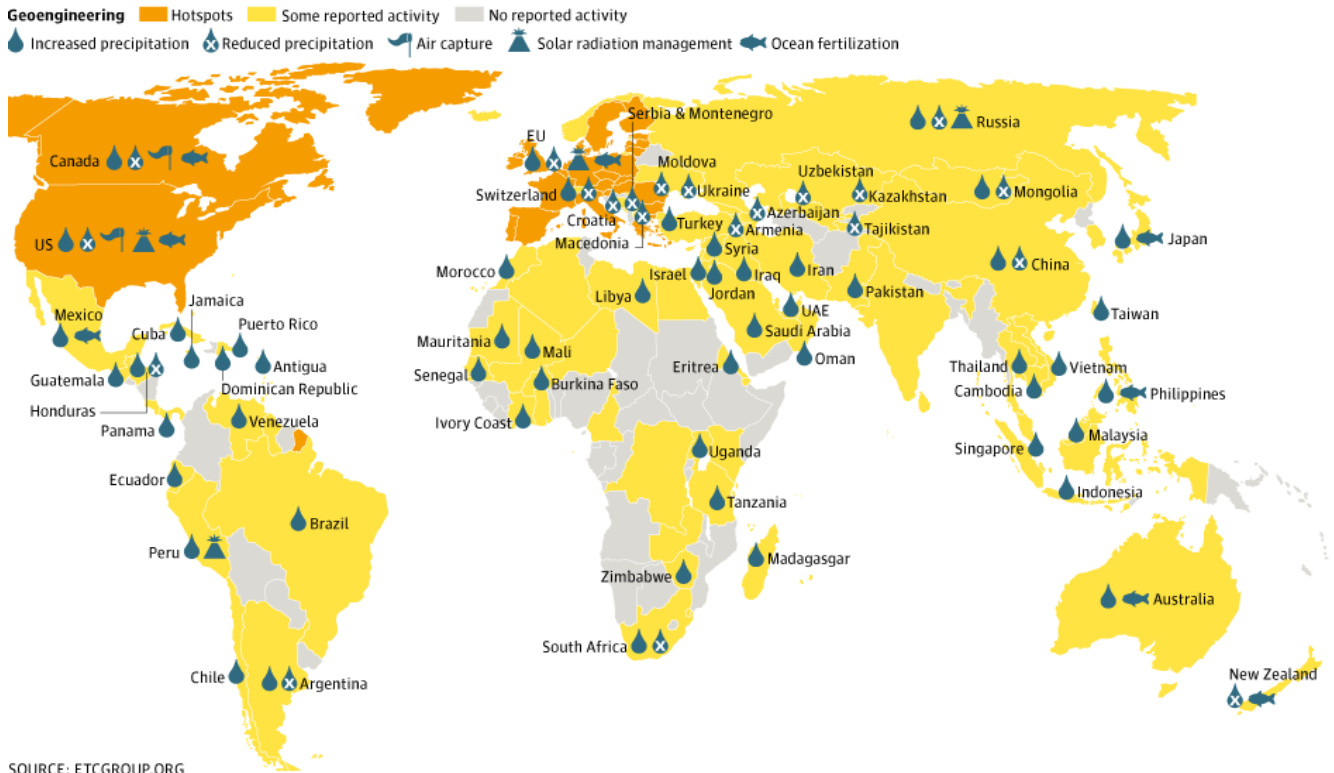 Geoengineering Hotspots Some reported activity No reported activity
Increased precipitation Reduced precipitation Air capture Solar radiation management Ocean fertilization
Serbia & Montenegro
Russia
EU
Canada
Moldova
Uzbekistan
Switzerland
Ukraine
Kazakhstan
Mongolia
Croatia
Azerbaijan
Turkey
Armenia
Tajikistan
US
Macedonia
Japan
Syria
China
Morocco
Israel
Iraq
Iran
Jordan
Libya
Pakistan
Jamaica
UAE
Mexico
Cuba
Puerto Rico
Taiwan
Saudi Arabia
Mauritania
Mali
Oman
Antigua
Eritrea
Thailand
Vietnam
Senegal
Guatemala
Dominican Republic
Burkina Faso
Cambodia
Philippines
Honduras
Venezuela
Ivory Coast
Panama
Malaysia
Singapore
Uganda
Ecuador
Indonesia
Tanzania
Brazil
Peru
Madagasgar
Zimbabwe
Australia
South Africa
Chile
Argentina
New Zealand
SOURCE: ETCGROUP.ORG